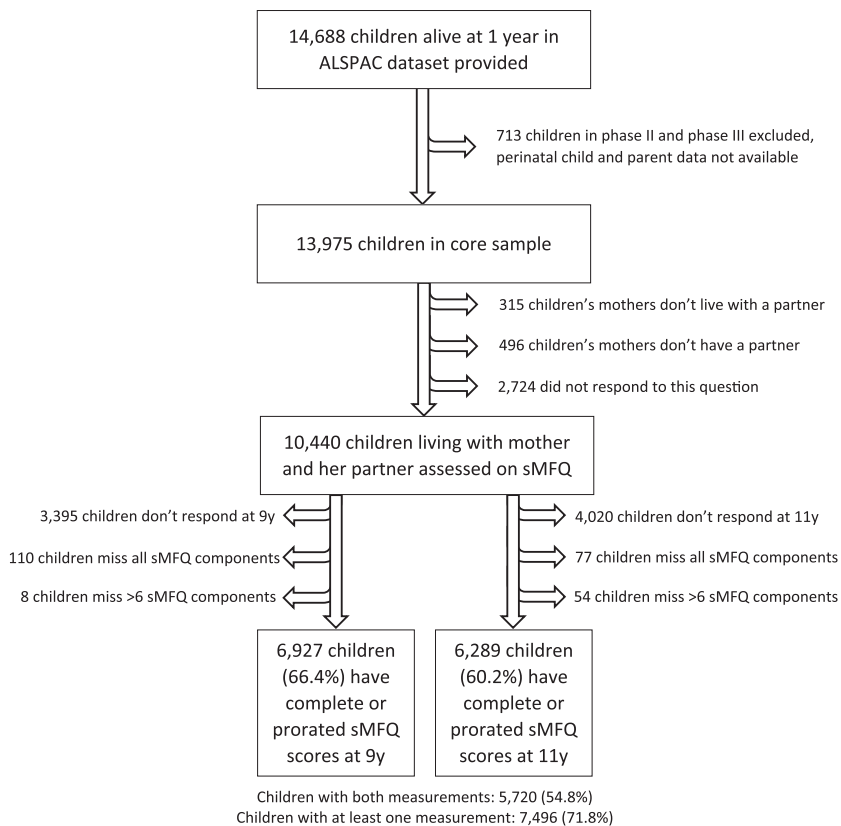 14,688 children alive at 1 year in
ALSPAC dataset provided
713 children in phase II and phase III excluded,
perinatal child and parent data not available
13,975 children in core sample
315 children’s mothers don’t live with a partner
496 children’s mothers don’t have a partner
2,724 did not respond to this question
10,440 children living with mother
and her partner assessed on sMFQ
3,395 children don’t respond at 9y
110 children miss all sMFQ components
8 children miss >6 sMFQ components
4,020 children don’t respond at 11y
77 children miss all sMFQ components
54 children miss >6 sMFQ components
6,927 children
(66.4%) have
complete or
prorated sMFQ
scores at 9y
6,289 children
(60.2%) have
complete or
prorated sMFQ
scores at 11y
Children with both measurements: 5,720 (54.8%)
Children with at least one measurement: 7,496 (71.8%)